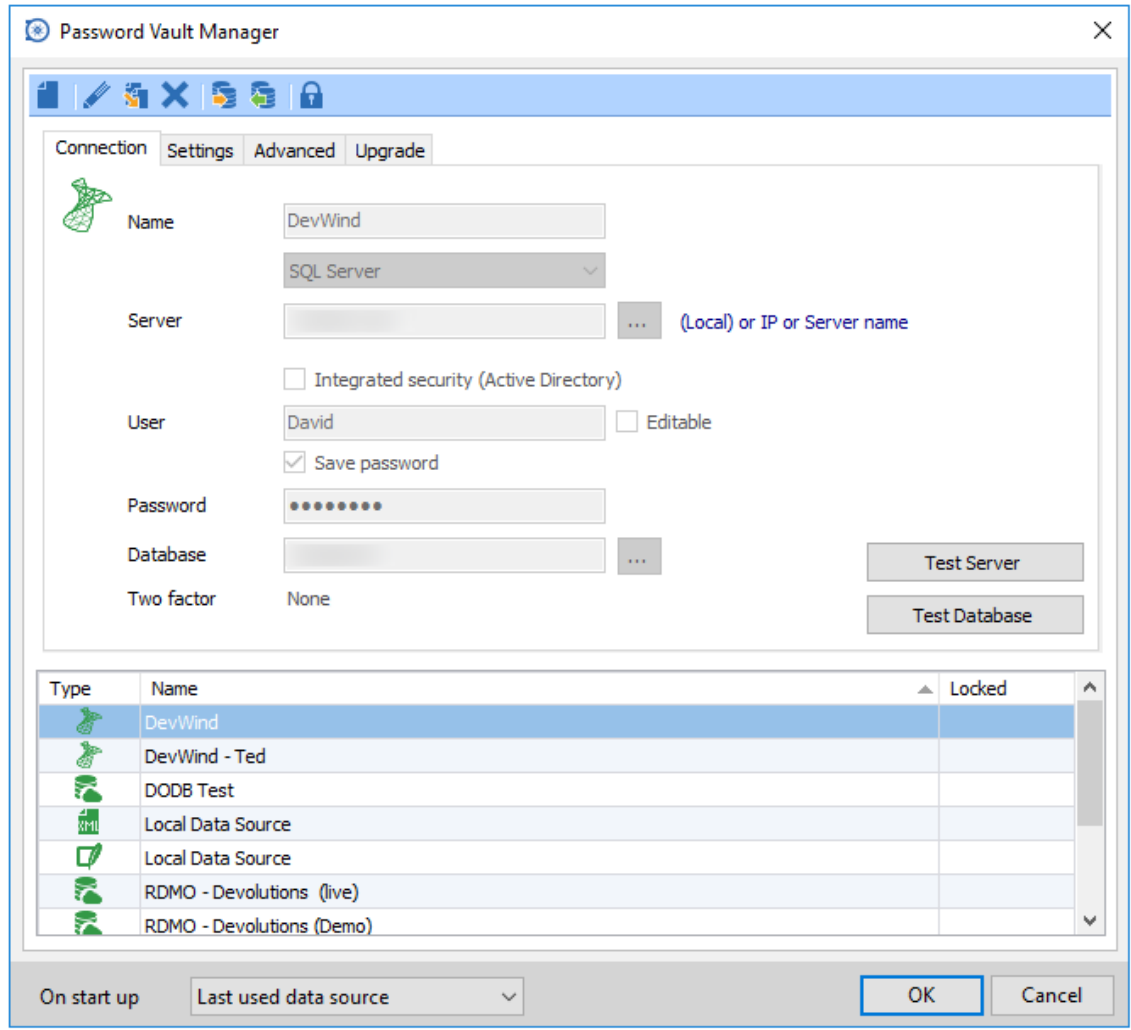 Password Vault Manager
Connection Settings Advanced Upgrade
Name DevWind
SQL Server
Server ... (Local) or IP or Server name
Integrated security (Active Directory)
User David Editable
Save password
Password ••••••••
Database ...
Test Server
Two factor None
Test Database
Type Name Locked
DevWind
DevWind - Ted
DODB Test
XML Local Data Source
Local Data Source
RDMO - Devolutions (live)
RDMO - Devolutions (Demo)
On start up Last used data source OK Cancel